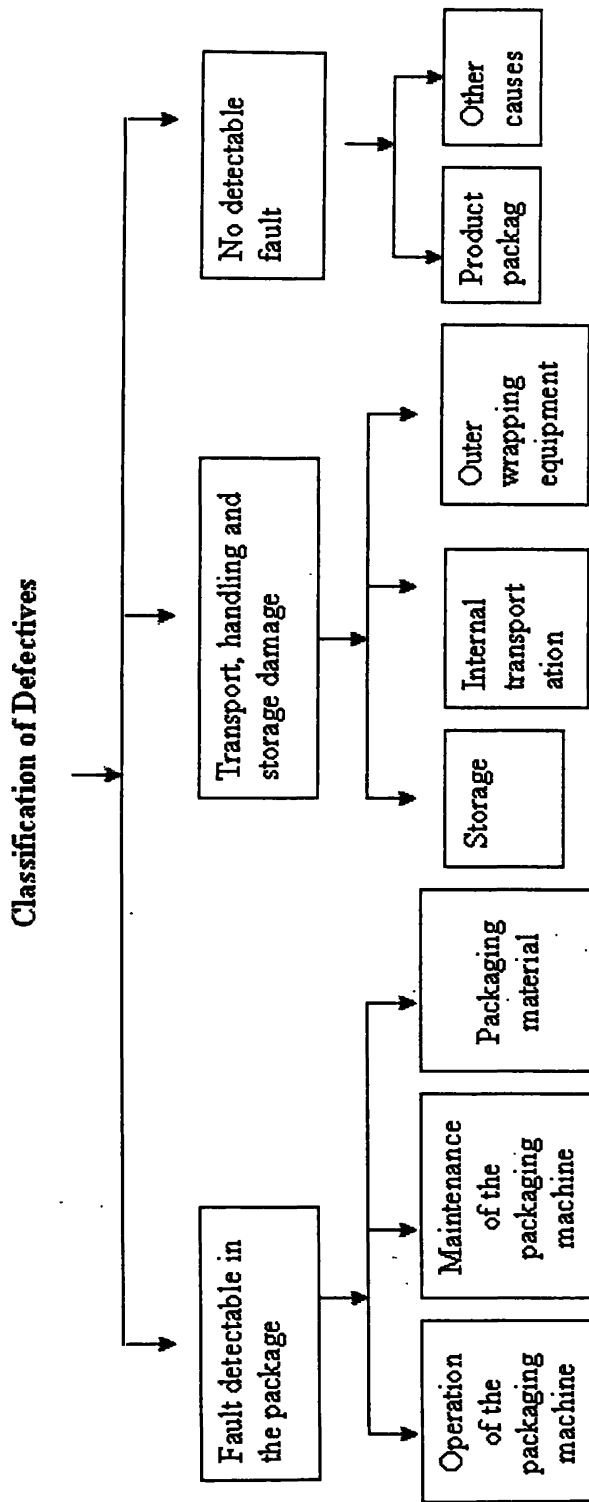 Classification of Defectives
Fault detectable in
the package
Transport, handling and
storage damage
No detectable
fault
Operation
of the
packaging
machine
Maintenance
of the
packaging
machine
Packaging
material
Storage
Internal
transport
ation
Outer
wrapping
equipment
Product
packag
Other
causes